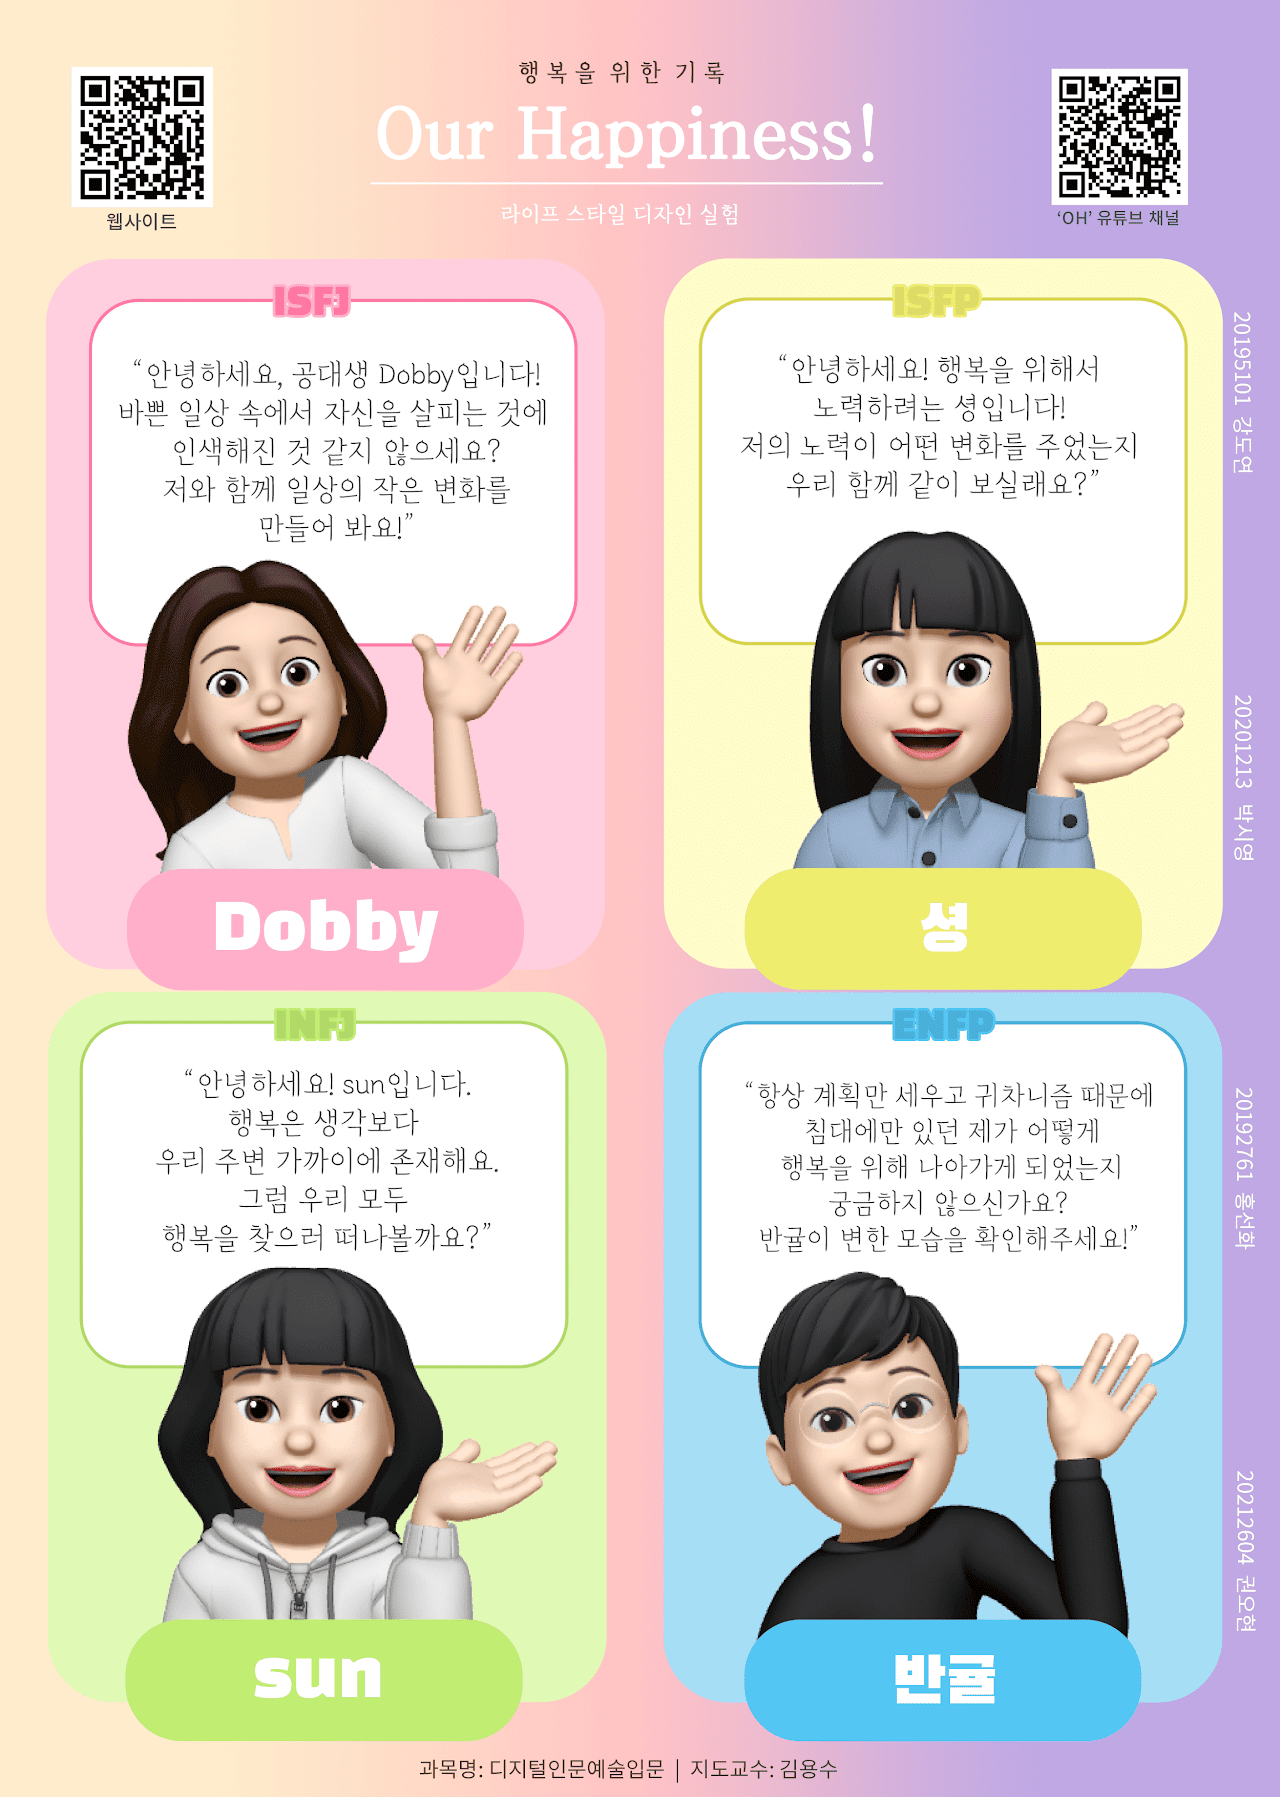 행복을 위한 기록
Our Happiness!
라이프 스타일 디자인 실험
웹사이트
‘OH’ 유튜브 채널
ISFJ
“안녕하세요, 공대생 Dobby입니다!
바쁜 일상 속에서 자신을 살피는 것에
인색해진 것 같지 않으세요?
저와 함께 일상의 작은 변화를
만들어 봐요!”
Dobby
ISFP
“안녕하세요! 행복을 위해서
노력하려는 셩입니다!
저의 노력이 어떤 변화를 주었는지
우리 함께 같이 보실래요?”
셩
INFJ
“안녕하세요! sun입니다.
행복은 생각보다
우리 주변 가까이에 존재해요.
그럼 우리 모두
행복을 찾으러 떠나볼까요?”
sun
ENFP
“항상 계획만 세우고 귀차니즘 때문에
침대에만 있던 제가 어떻게
행복을 위해 나아가게 되었는지
궁금하지 않으신가요?
반귤이 변한 모습을 확인해주세요!”
반귤
20195101 강도연
20201213 박시영
20192761 홍선화
20212604 권오현
과목명: 디지털인문예술입문 | 지도교수: 김용수